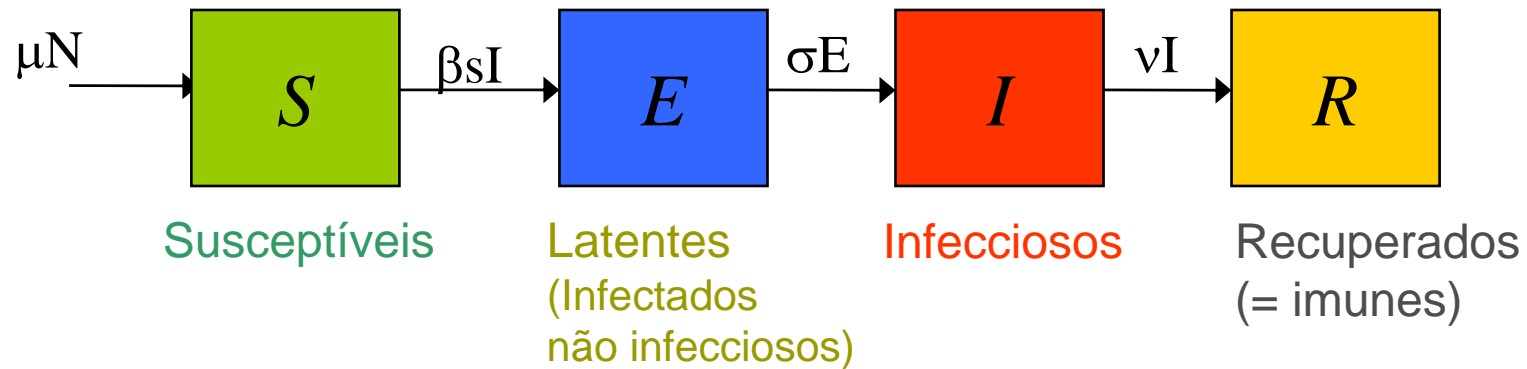 μN
βsI
σE
νI
S
E
I
R
Susceptíveis
Latentes
(Infectados
não infecciosos)
Infecciosos
Recuperados
(= imunes)